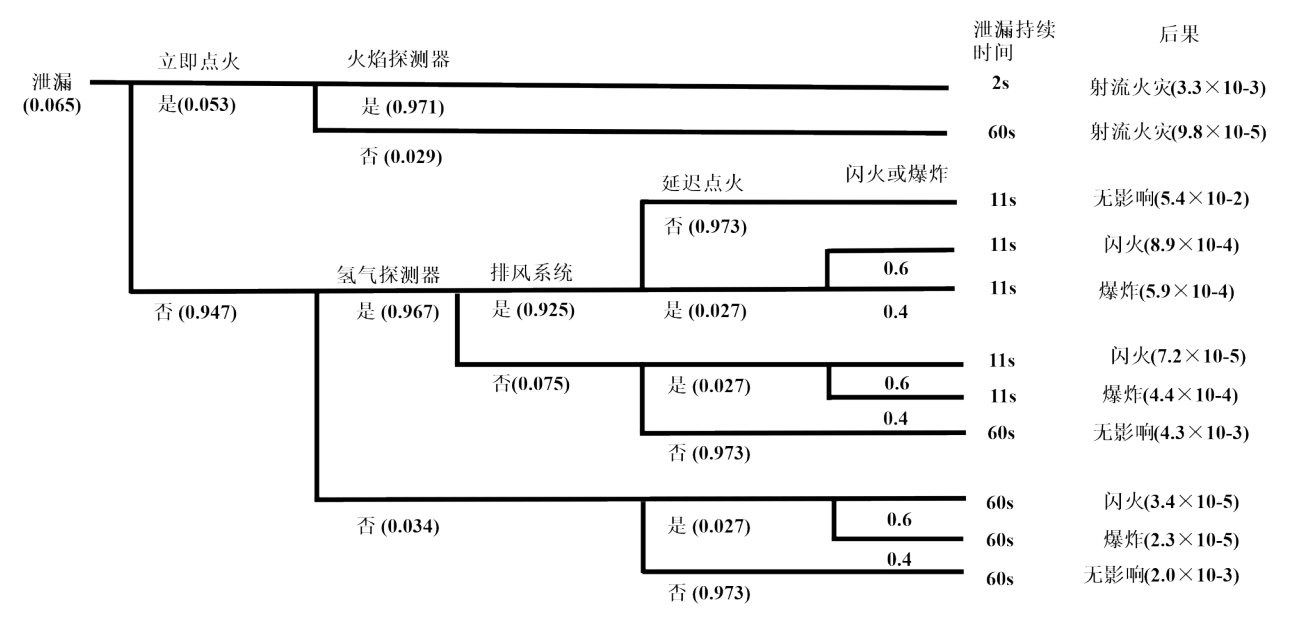 泄漏持续
时间
后果
立即点火
火焰探测器
泄漏
(0.065)
是(0.053)
是 (0.971)
2s
射流火灾(3.3×10-3)
否 (0.029)
60s
射流火灾(9.8×10-5)
延迟点火
闪火或爆炸
否 (0.973)
11s
无影响(5.4×10-2)
0.6
11s
闪火(8.9×10-4)
氢气探测器
排风系统
否 (0.947)
是 (0.967)
是 (0.925)
是 (0.027)
0.4
11s
爆炸(5.9×10-4)
否(0.075)
是 (0.027)
0.6
11s
闪火(7.2×10-5)
11s
爆炸(4.4×10-4)
0.4
否 (0.973)
60s
无影响(4.3×10-3)
否 (0.034)
是 (0.027)
0.6
60s
闪火(3.4×10-5)
60s
爆炸(2.3×10-5)
0.4
否 (0.973)
60s
无影响(2.0×10-3)